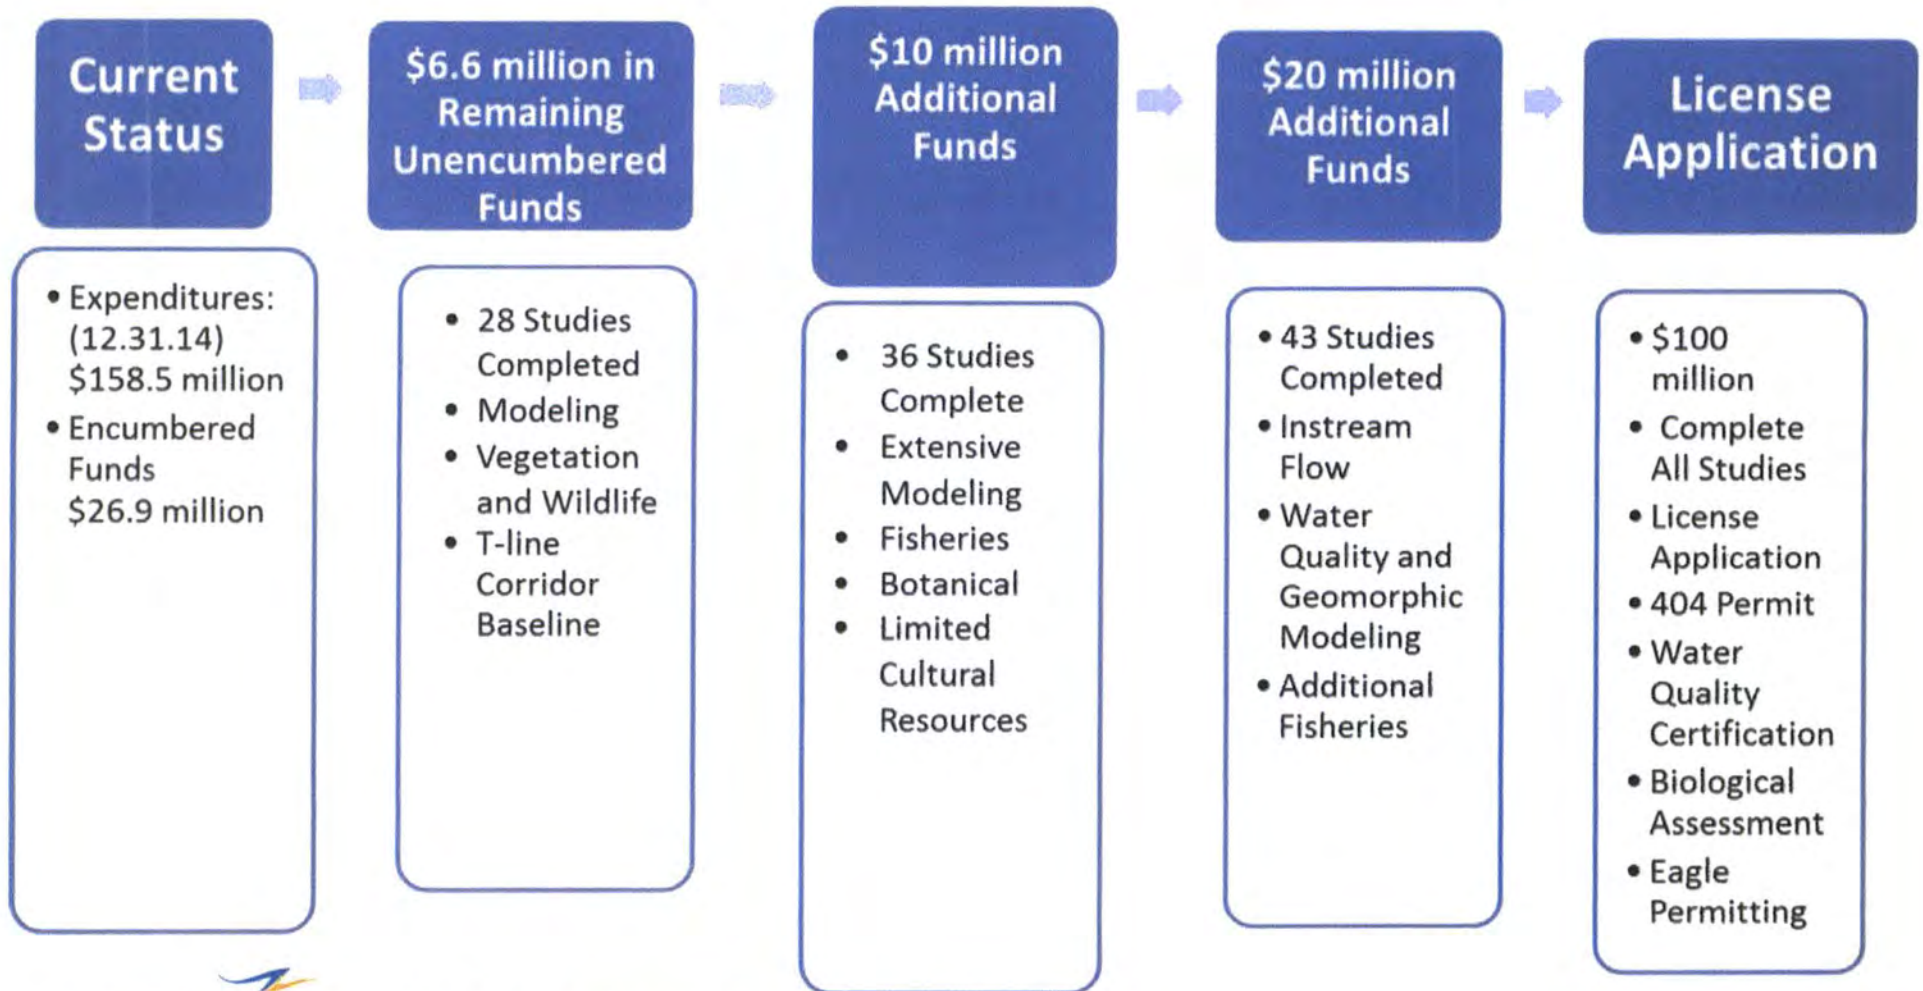 Current
Status
• Expenditures:
(12.31.14)
$158.5 million
• Encumbered
Funds
$26.9 million
$6.6 million in
Remaining
Unencumbered
Funds
• 28 Studies
Completed
• Modeling
• Vegetation
and Wildlife
• T-line
Corridor
Baseline
$10 million
Additional
Funds
• 36 Studies
Complete
• Extensive
Modeling
• Fisheries
• Botanical
• Limited
Cultural
Resources
$20 million
Additional
Funds
• 43 Studies
Completed
• Instream
Flow
• Water
Quality and
Geomorphic
Modeling
• Additional
Fisheries
License
Application
• $100
million
• Complete
All Studies
• License
Application
• 404 Permit
• Water
Quality
Certification
• Biological
Assessment
• Eagle
Permitting